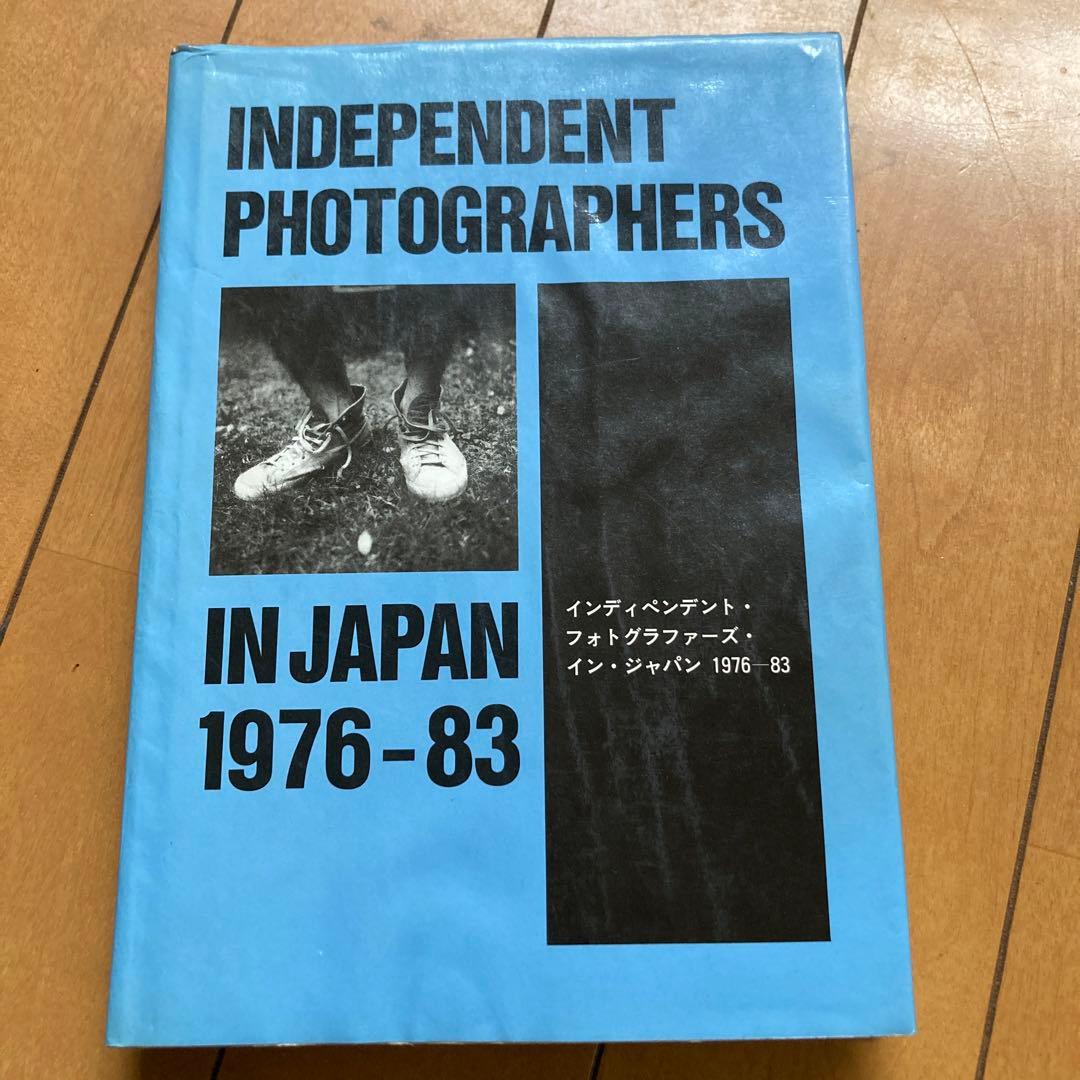 INDEPENDENT
PHOTOGRAPHERS
IN JAPAN
1976-83
インディペンデント・
フォトグラファーズ・
イン・ジャパン 1976—83